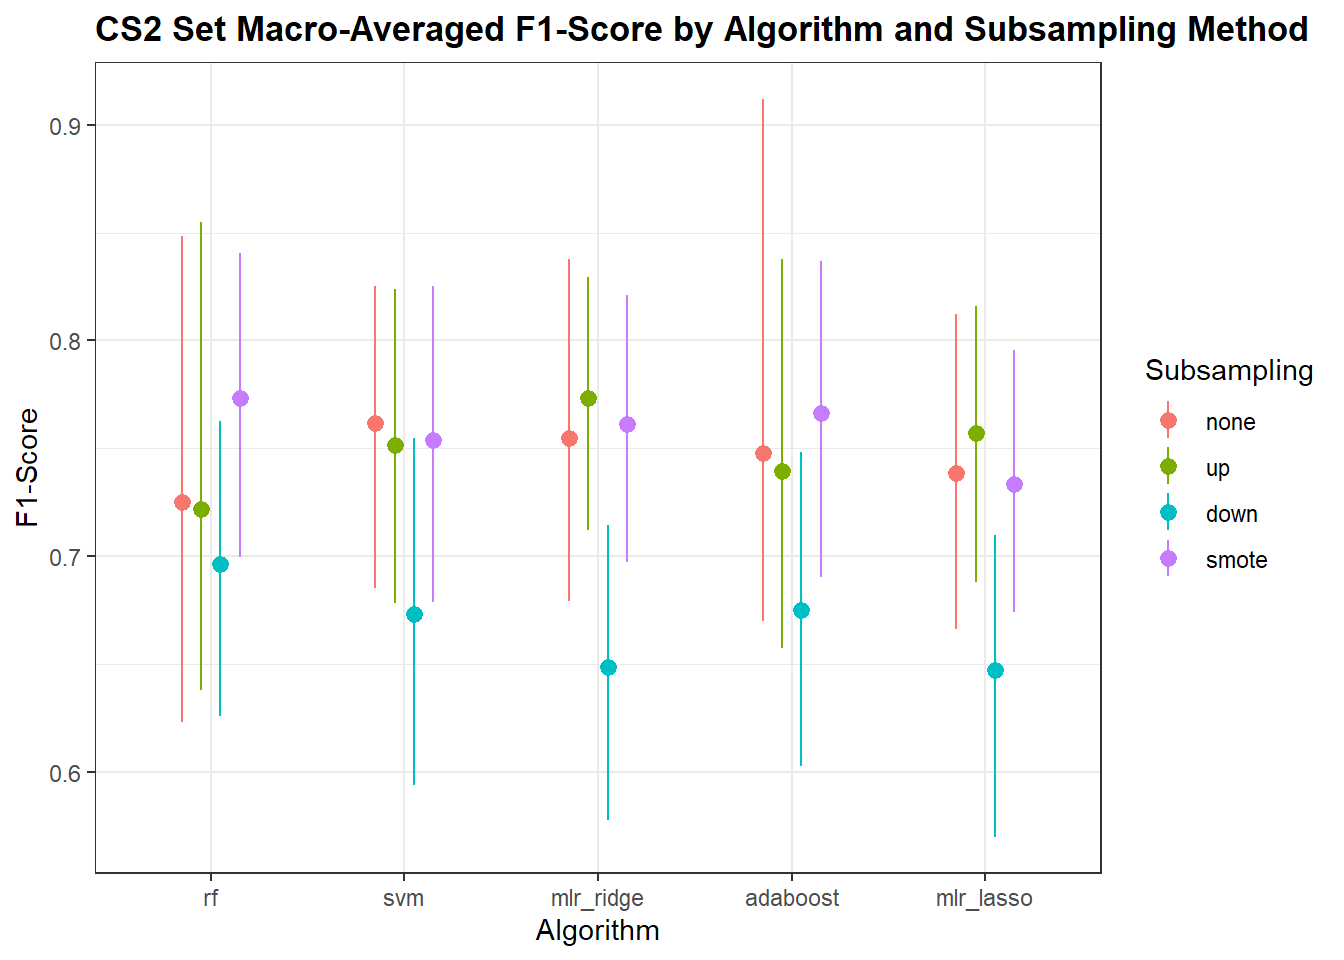 CS2 Set Macro-Averaged F1-Score by Algorithm and Subsampling Method
F1-Score
0.9
0.8
0.7
0.6
rf
svm
mlr_ridge
adaboost
mlr_lasso
Algorithm
Subsampling
none
up
down
smote